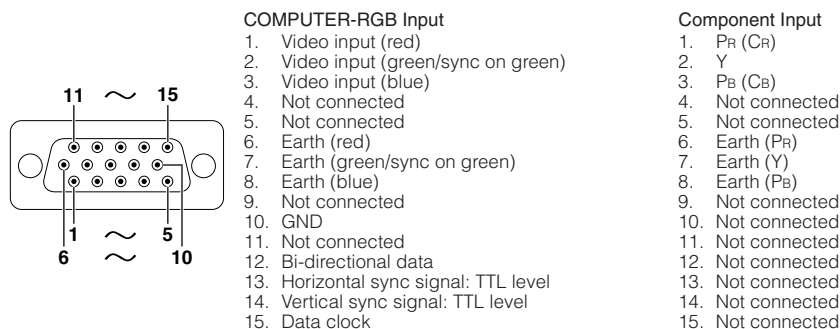 11 ～ 15
1 ～ 5
6 ～ 10
COMPUTER-RGB Input
1. Video input (red)
2. Video input (green/sync on green)
3. Video input (blue)
4. Not connected
5. Not connected
6. Earth (red)
7. Earth (green/sync on green)
8. Earth (blue)
9. Not connected
10. GND
11. Not connected
12. Bi-directional data
13. Horizontal sync signal: TTL level
14. Vertical sync signal: TTL level
15. Data clock
Component Input
1. PR (CR)
2. Y
3. PB (CB)
4. Not connected
5. Not connected
6. Earth (PR)
7. Earth (Y)
8. Earth (PB)
9. Not connected
10. Not connected
11. Not connected
12. Not connected
13. Not connected
14. Not connected
15. Not connected